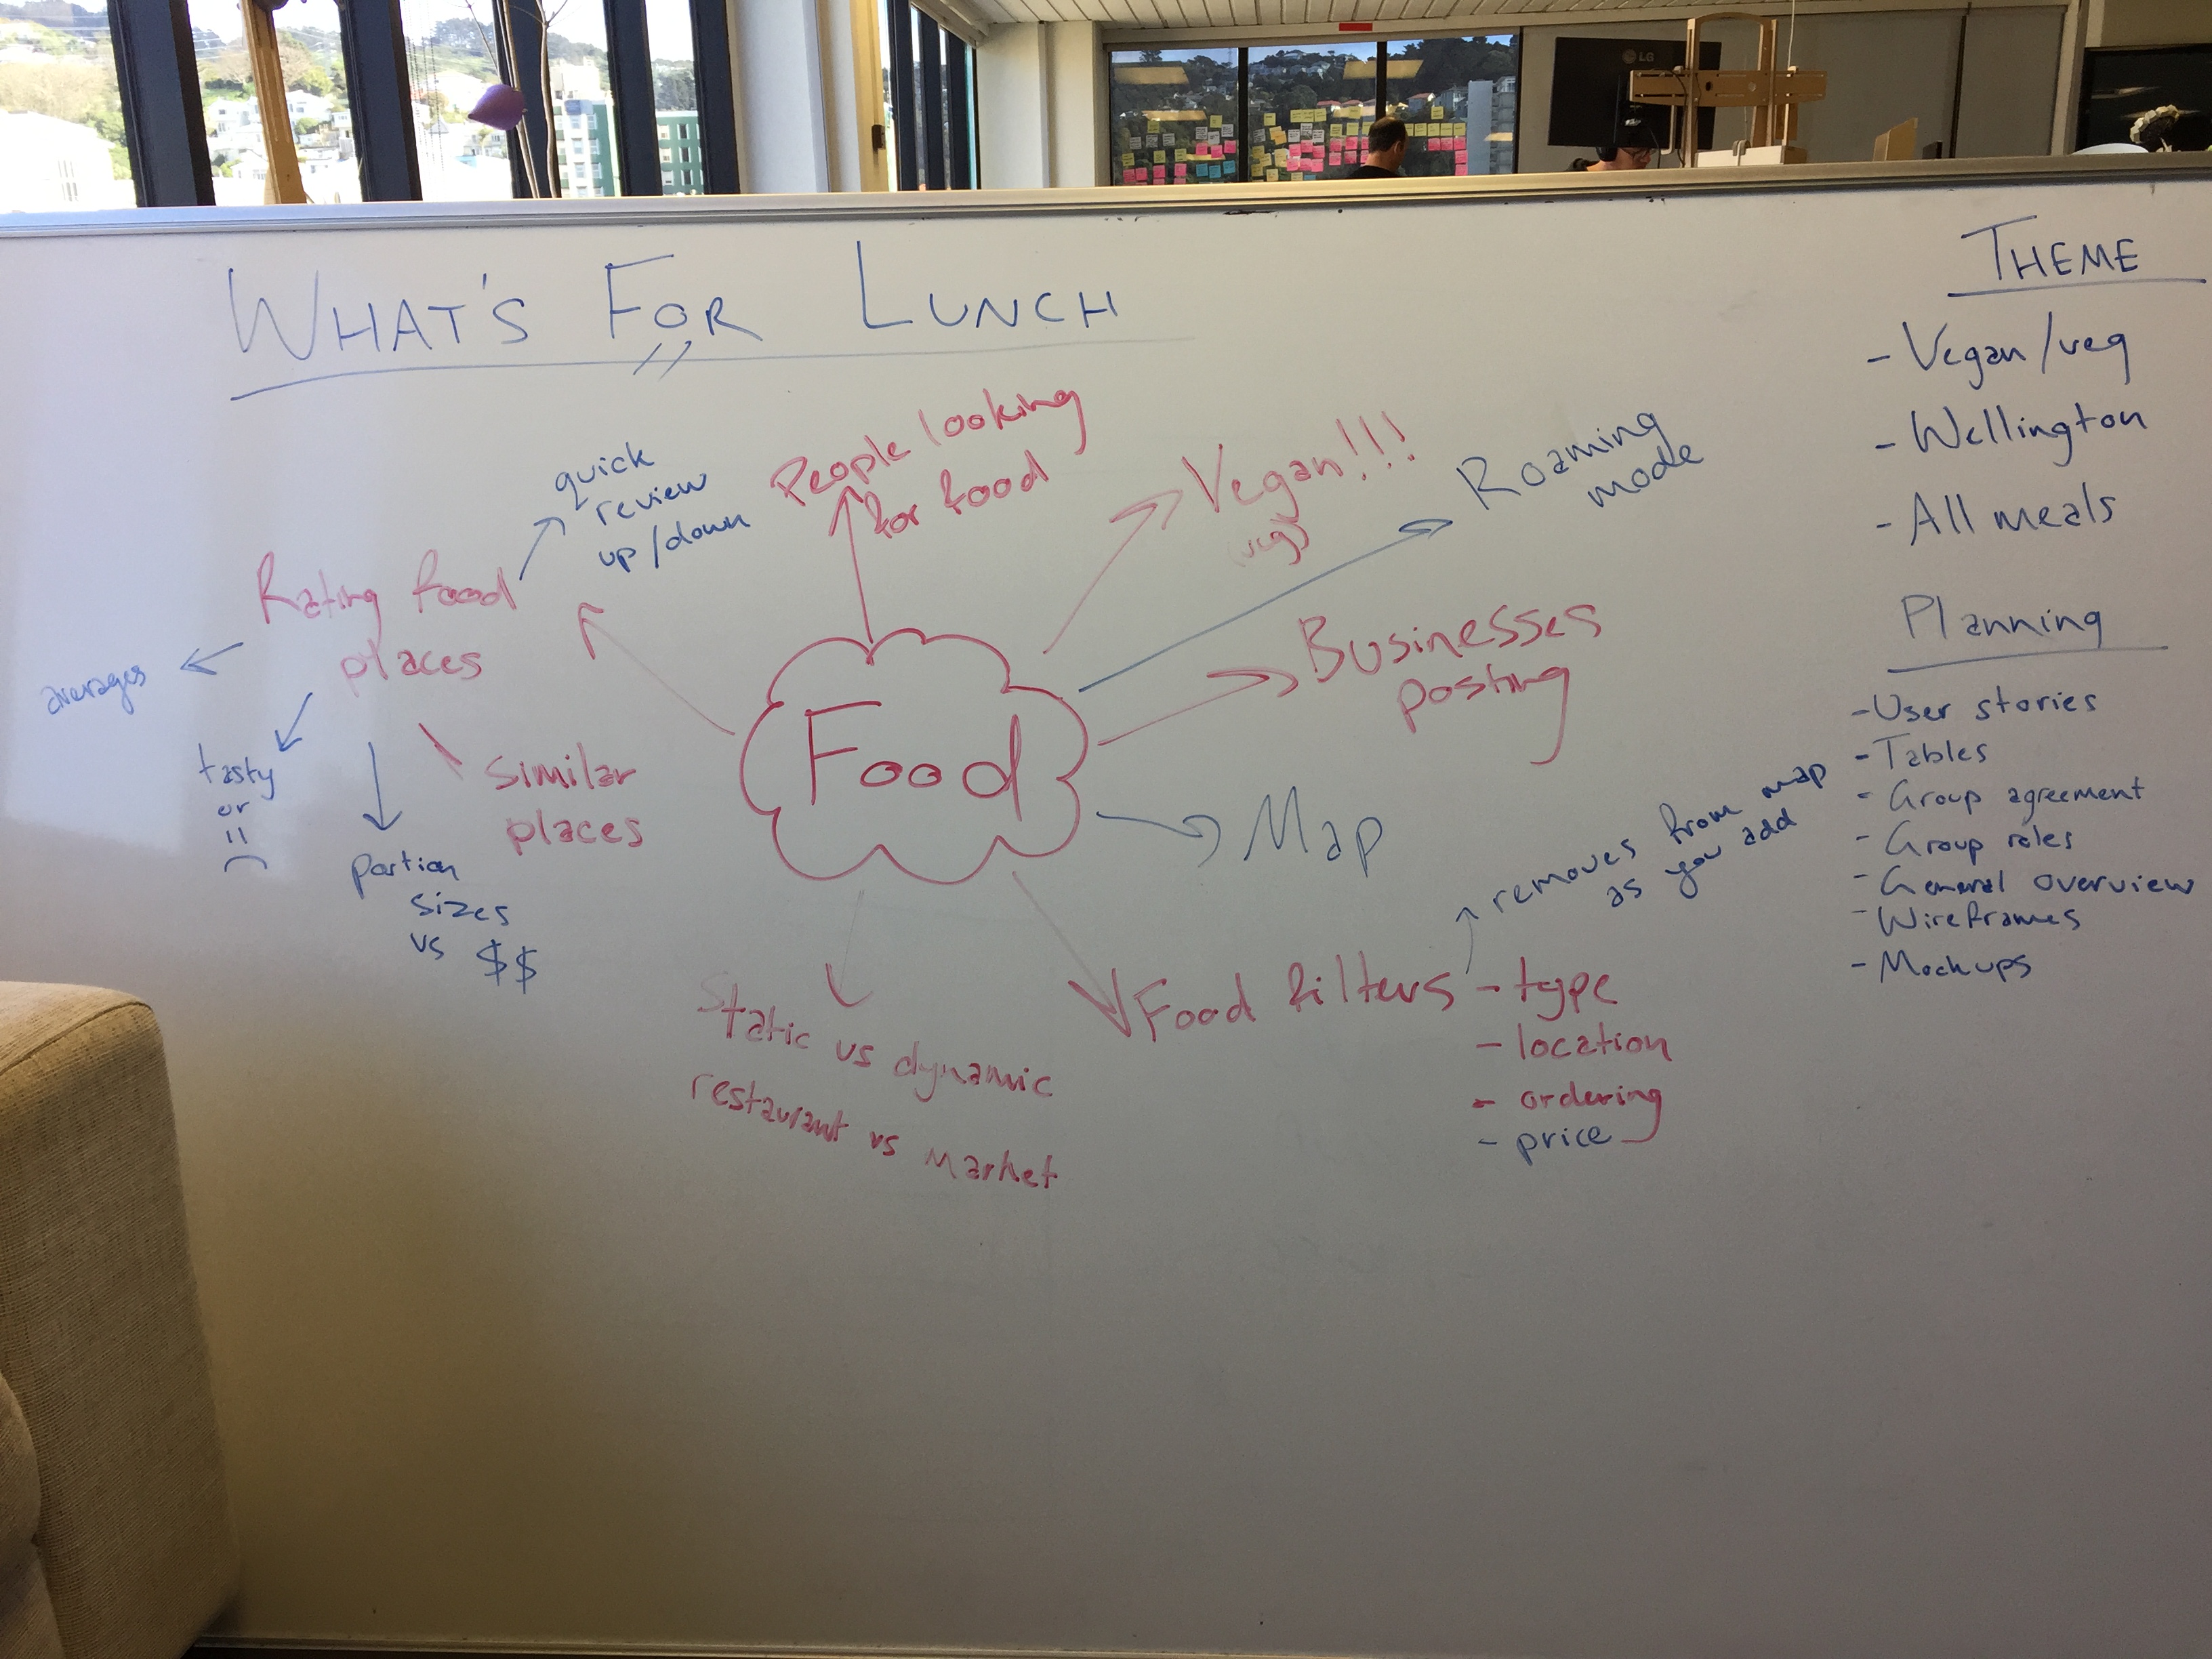 LG
WHAT'S FOR LUNCH
THEME
- Vegan/veg
- Wellington
- All meals
Planning
- User stories
- Tables
- Group agreement
- Group roles
- General overview
- Wireframes
- Mockups
People looking
for food
Vegan!!!
(veg)
Roaming
mode
Businesses
posting
Map
Food
Food filters - type
- location
- ordering
- price
removes from map
as you add
Static vs dynamic
restaurant vs market
Rating food
places
quick
review
up/down
averages
tasty
or
portion
sizes
vs $$
Similar
places